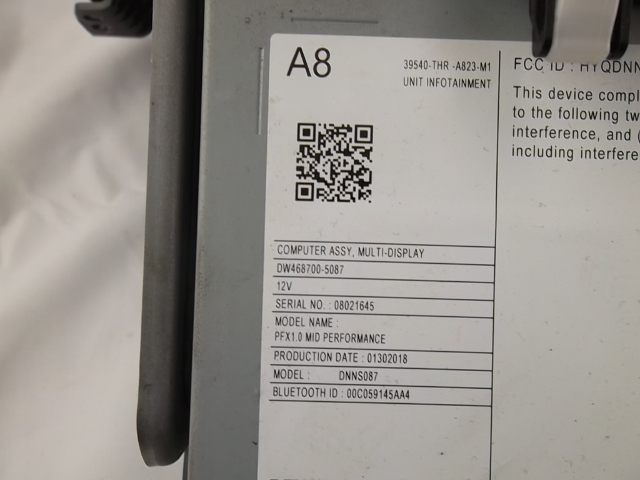 A8
39540-THR -A823-M1
UNIT INFOTAINMENT
COMPUTER ASSY, MULTI-DISPLAY
DW468700-5087
12V
SERIAL NO. : 08021645
MODEL NAME :
PFX1.0 MID PERFORMANCE
PRODUCTION DATE : 01302018
MODEL : DNNS087
BLUETOOTH ID : 00C059145AA4
FCC ID : HYQDNN
This device compl
to the following tw
interference, and (
including interfere